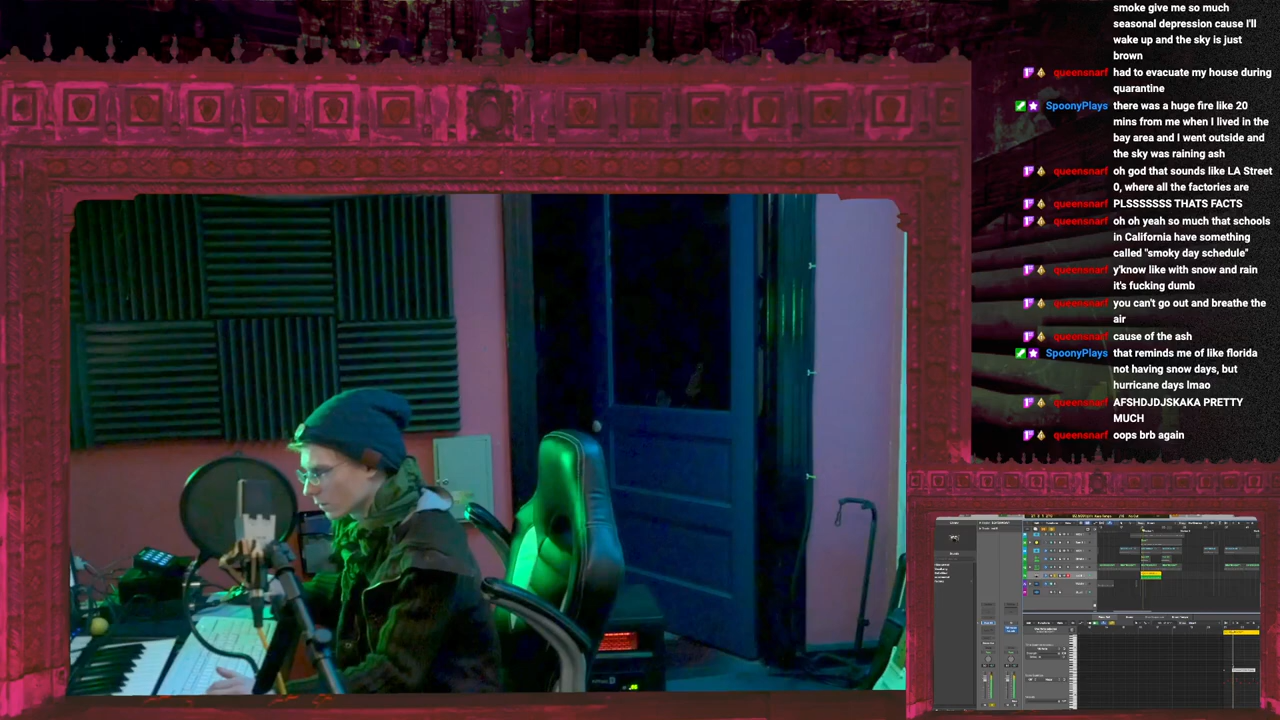 smoke give me so much
seasonal depression cause I'll
wake up and the sky is just
brown
queensnarf had to evacuate my house during
quarantine
SpoonyPlays there was a huge fire like 20
mins from me when I lived in the
bay area and I went outside and
the sky was raining ash
queensnarf oh god that sounds like LA Street
0, where all the factories are
queensnarf PLSSSSSSS THATS FACTS
queensnarf oh oh yeah so much that schools
in California have something
called "smoky day schedule"
queensnarf y'know like with snow and rain
it's fucking dumb
queensnarf you can't go out and breathe the
air
queensnarf cause of the ash
SpoonyPlays that reminds me of like florida
not having snow days, but
hurricane days lmao
queensnarf AFSHDJDJSKAKA PRETTY
MUCH
queensnarf oops brb again